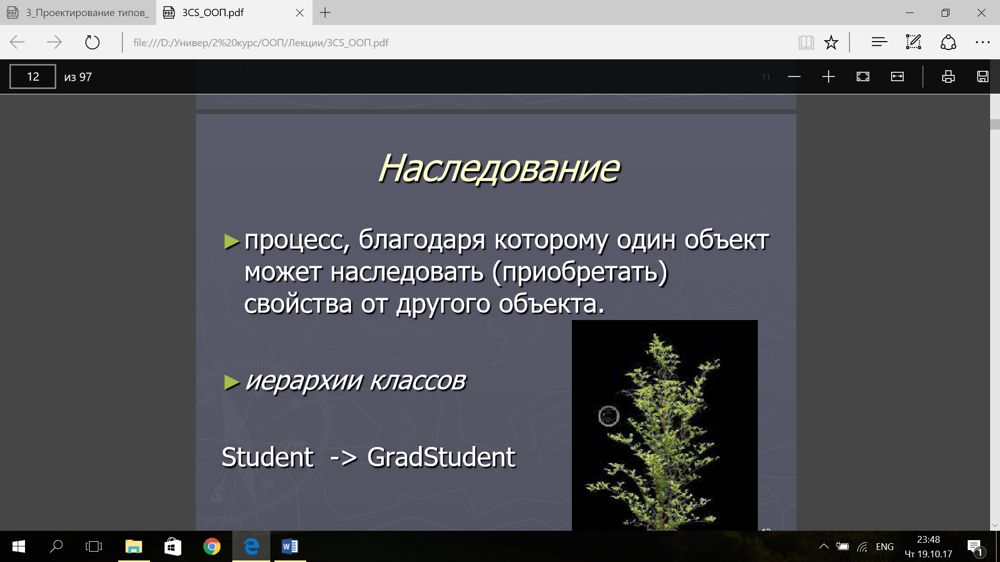 3_Проектирование типов_
3CS_ООП.pdf
file:///D:/Универ/2%20курс/ООП/Лекции/3CS_ООП.pdf
12 из 97
11
Наследование
процесс, благодаря которому один объект
может наследовать (приобретать)
свойства от другого объекта.
иерархии классов
Student -> GradStudent
ENG
23:48
Чт 19.10.17
1